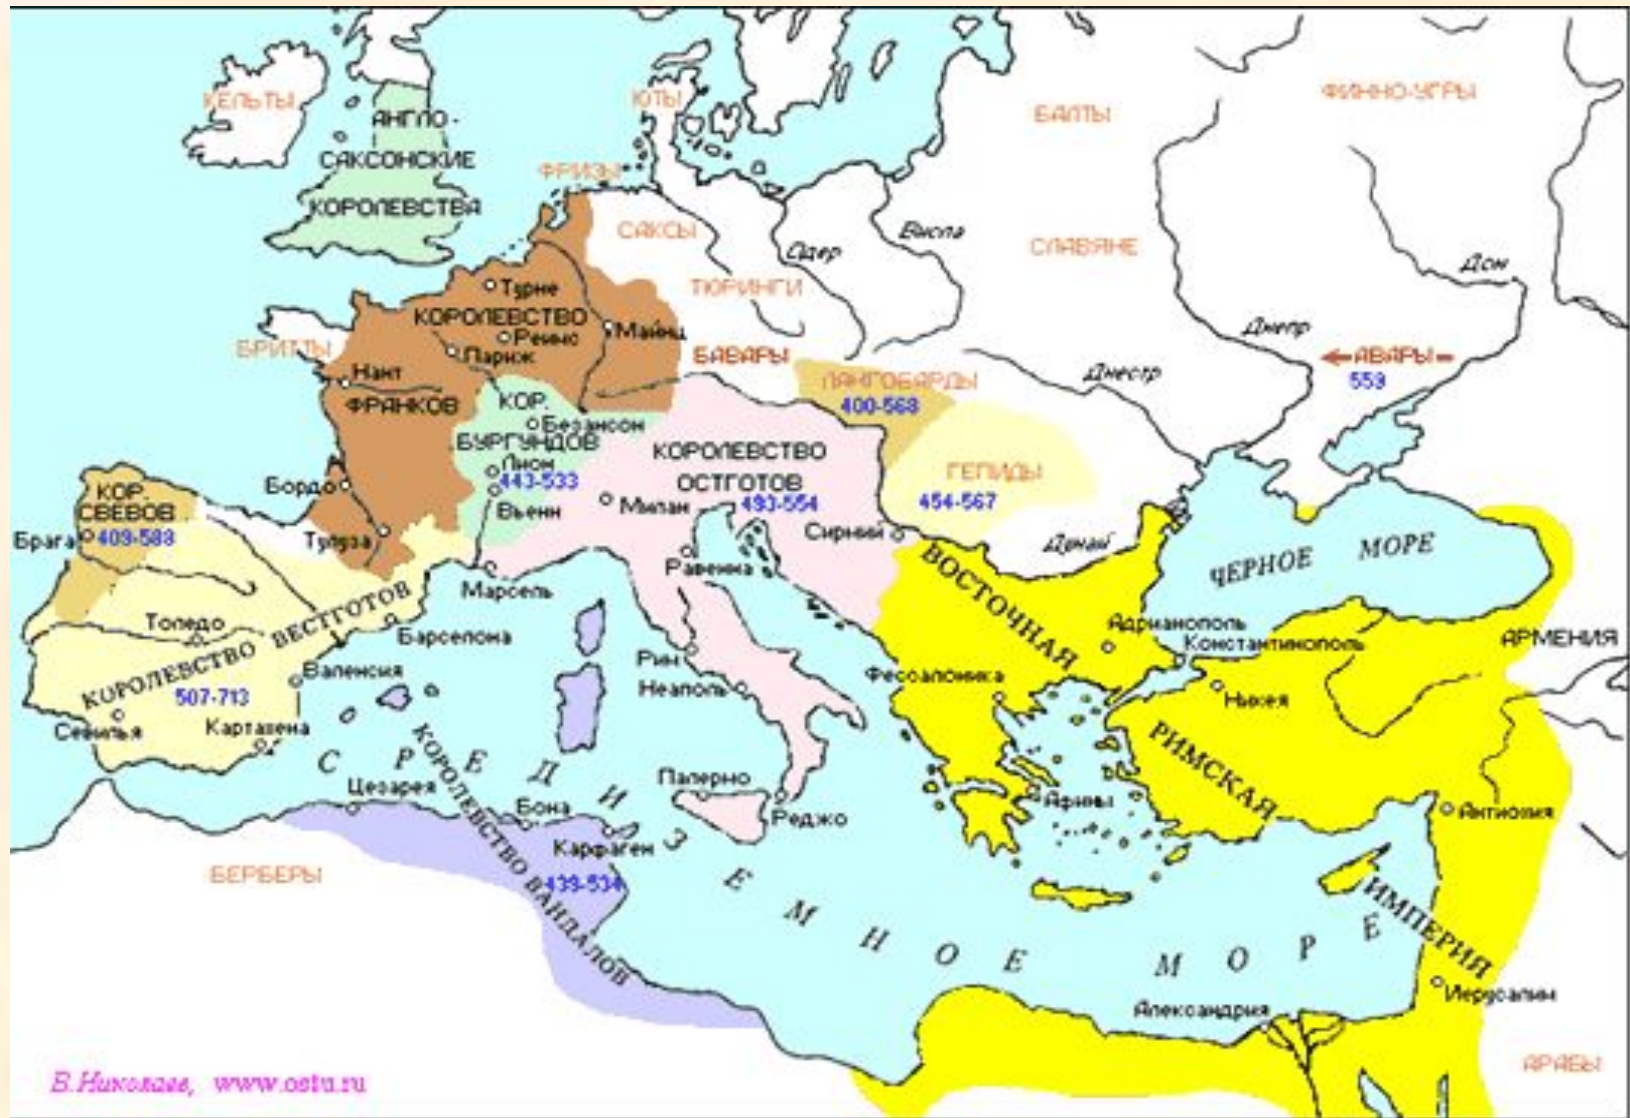 КЕЛЬТЫ
АНГЛО-
САКСОНСКИЕ
КОРОЛЕВСТВА
ЮТЫ
ФРИЗЫ
САКСЫ
ТЮРИНГИ
БАВАРЫ
БАЛТЫ
ФИННО-УГРЫ
СЛАВЯНЕ
Одер
Висла
Дон
Днепр
Днестр
АВАРЫ
559
БРИТТЫ
Турне
КОРОЛЕВСТВО
Реимс
Париж
Майнц
Нант
ФРАНКОВ
КОР.
Безансон
БУРГУНДОВ
Лион
443-533
Вьенн
Бордо
Тулуза
ЛАНГОБАРДЫ
400-568
ГЕПИДЫ
454-567
КОРОЛЕВСТВО
ОСТГОТОВ
493-554
Милан
Сирний
Равенна
Марсель
Рим
Неаполь
Палермо
Реджо
КОР.
СВЕВОВ
409-588
Брага
Толедо
КОРОЛЕВСТВО ВЕСТГОТОВ
507-713
Барселона
Валенсия
Севилья
Картахена
Дунай
ЧЕРНОЕ МОРЕ
ВОСТОЧНАЯ
РИМСКАЯ
ИМПЕРИЯ
Адрианополь
Константинополь
Фессалоника
Никея
АРМЕНИЯ
Афины
Антиохия
СРЕДИЗЕМНОЕ МОРЕ
Цезарея
Бона
Карфаген
КОРОЛЕВСТВО ВАНДАЛОВ
439-534
БЕРБЕРЫ
Александрия
Иерусалим
АРАБЫ
В.Николаев, www.ostu.ru